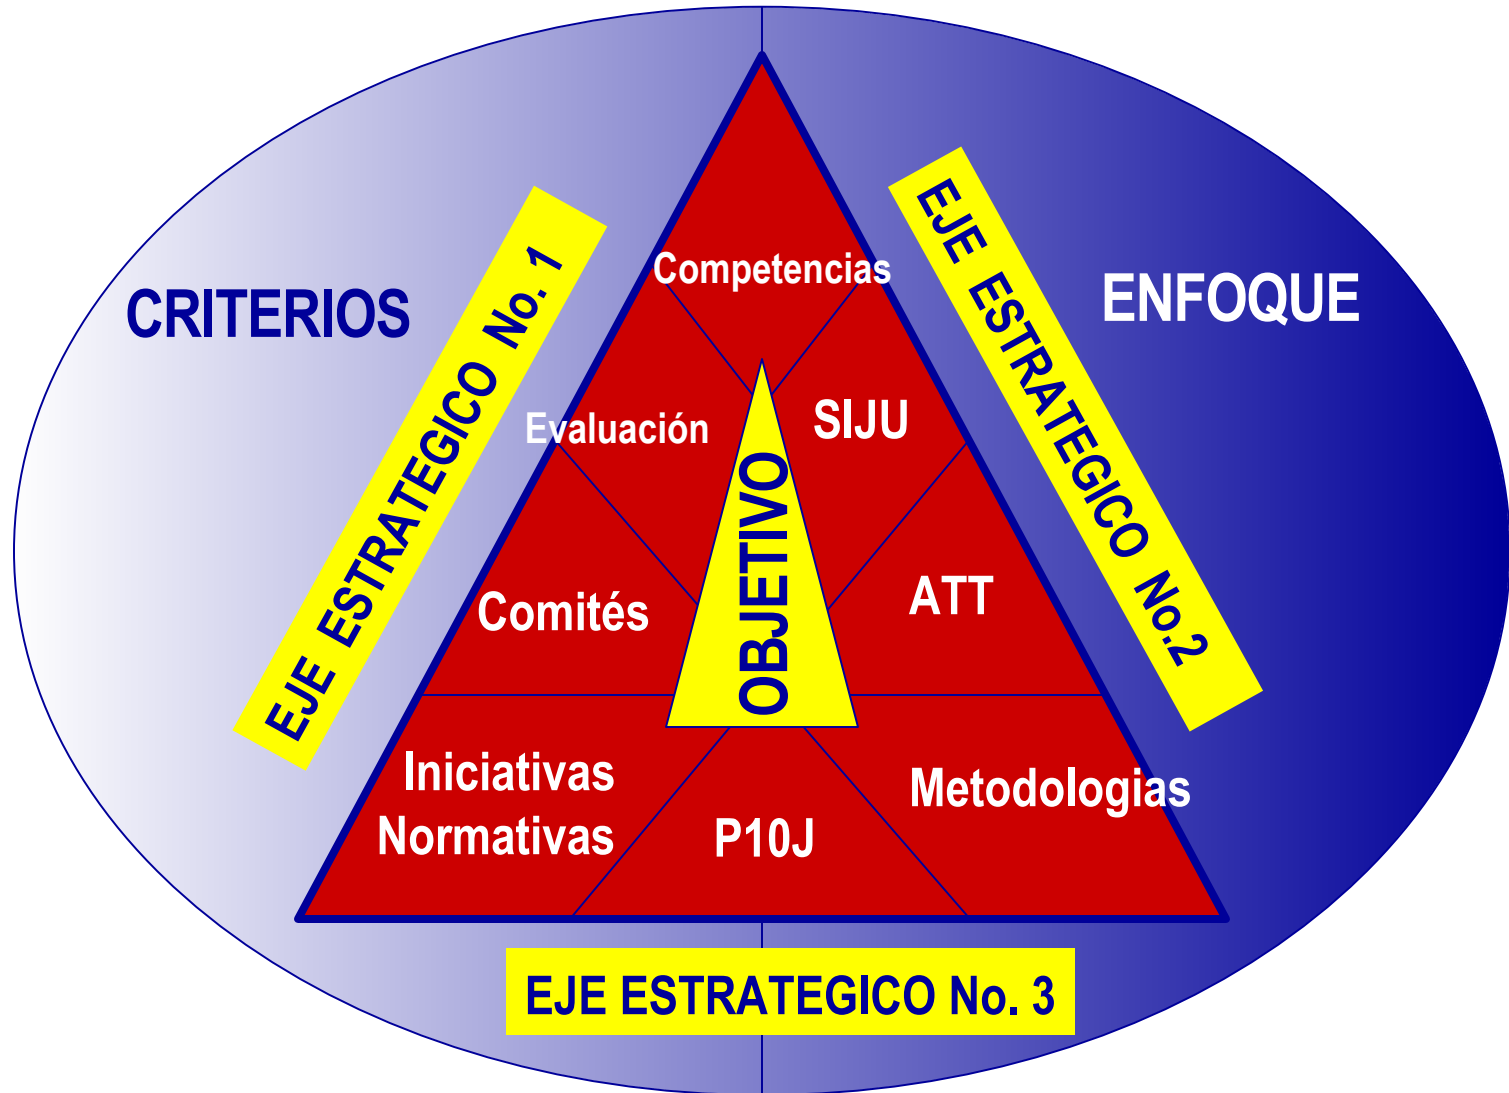 CRITERIOS
EJE ESTRATEGICO No. 1
EJE ESTRATEGICO No.2
ENFOQUE
Competencias
Evaluación
SIJU
OBJETIVO
Comités
ATT
Iniciativas
Normativas
P10J
Metodologias
EJE ESTRATEGICO No. 3